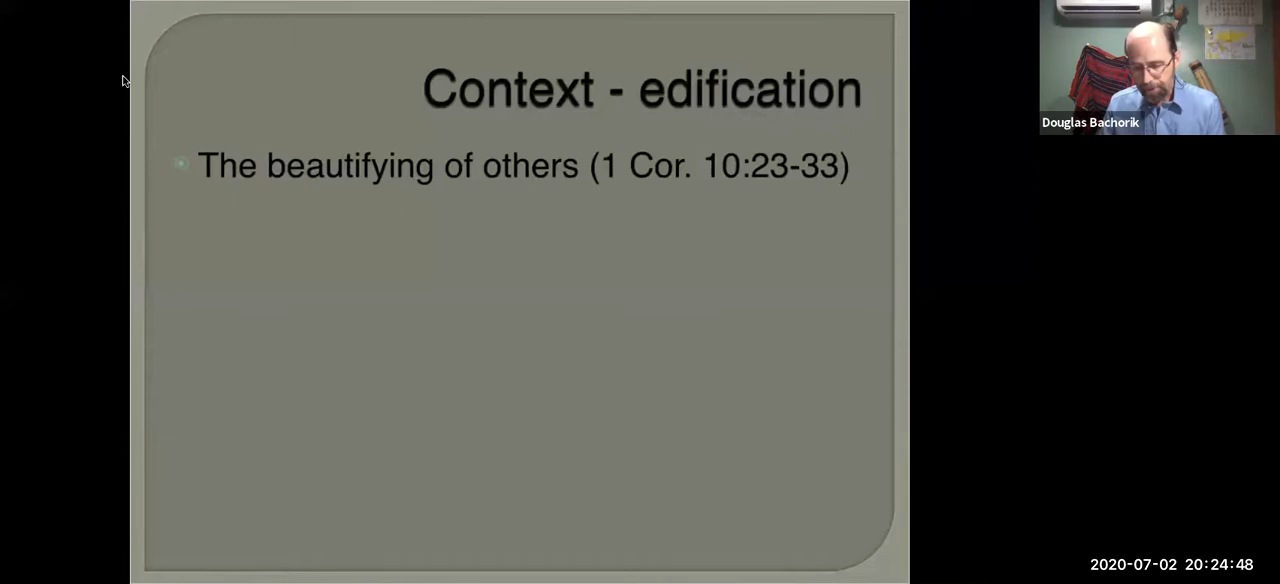 Context - edification
The beautifying of others (1 Cor. 10:23-33)
Douglas Bachorik
2020-07-02 20:24:48